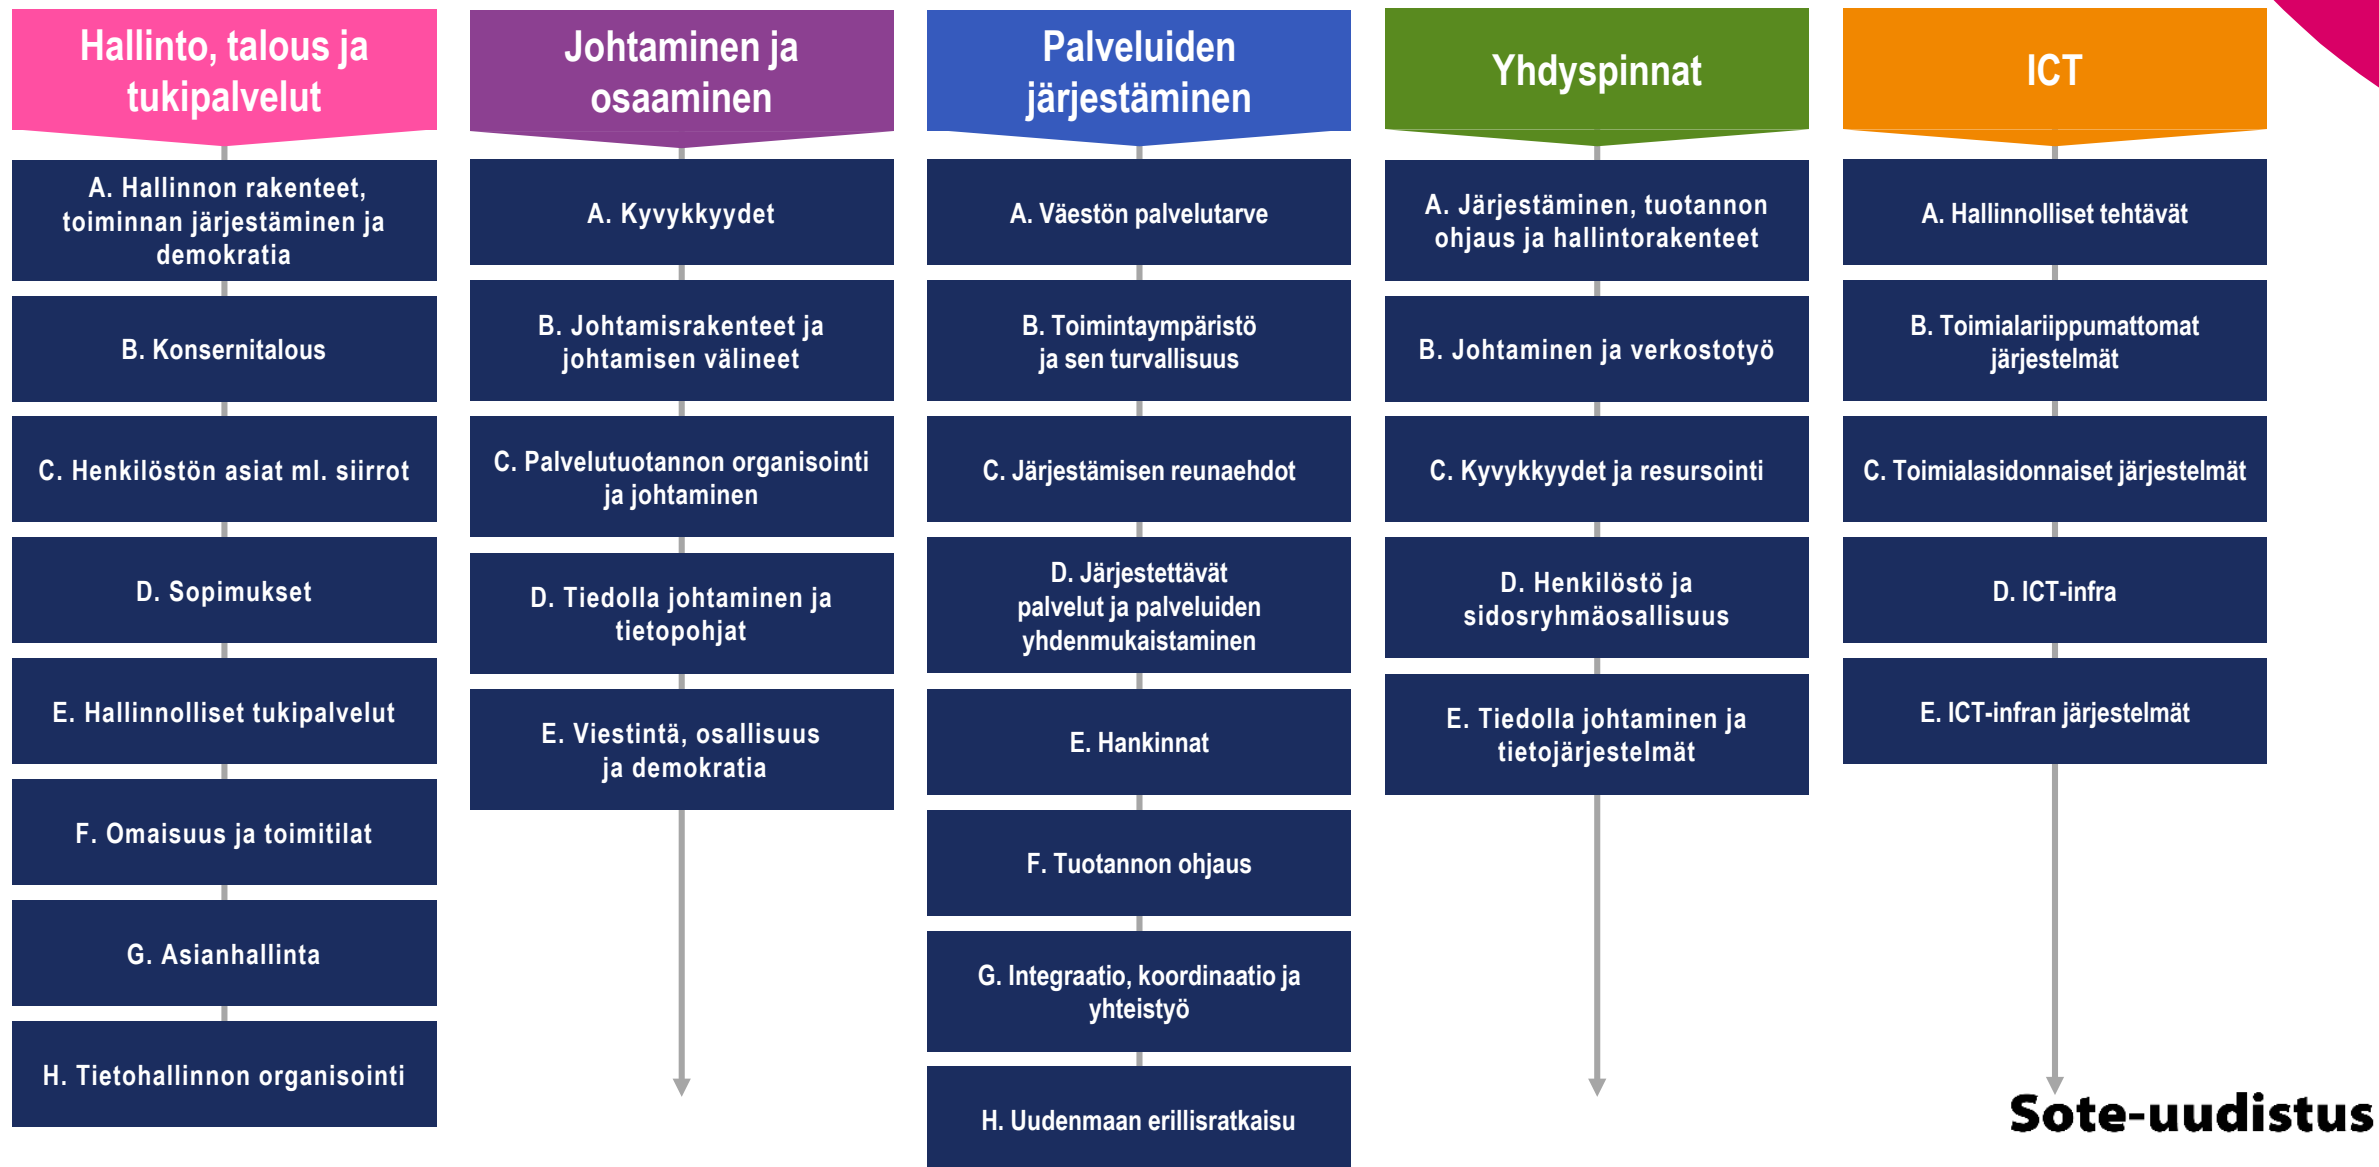 Hallinto, talous ja
tukipalvelut
A. Hallinnon rakenteet,
toiminnan järjestäminen ja
demokratia
B. Konsernitalous
C. Henkilöstön asiat ml. siirrot
D. Sopimukset
E. Hallinnolliset tukipalvelut
F. Omaisuus ja toimitilat
G. Asianhallinta
H. Tietohallinnon organisointi
Johtaminen ja
osaaminen
A. Kyvykkyydet
B. Johtamisrakenteet ja
johtamisen välineet
C. Palvelutuotannon organisointi
ja johtaminen
D. Tiedolla johtaminen ja
tietopohjat
E. Viestintä, osallisuus
ja demokratia
Palveluiden
järjestäminen
A. Väestön palvelutarve
B. Toimintaympäristö
ja sen turvallisuus
C. Järjestämisen reunaehdot
D. Järjestettävät
palvelut ja palveluiden
yhdenmukaistaminen
E. Hankinnat
F. Tuotannon ohjaus
G. Integraatio, koordinaatio ja
yhteistyö
H. Uudenmaan erillisratkaisu
Yhdyspinnat
A. Järjestäminen, tuotannon
ohjaus ja hallintorakenteet
B. Johtaminen ja verkostotyö
C. Kyvykkyydet ja resursointi
D. Henkilöstö ja
sidosryhmäosallisuus
E. Tiedolla johtaminen ja
tietojärjestelmät
ICT
A. Hallinnolliset tehtävät
B. Toimialariippumattomat
järjestelmät
C. Toimialasidonnaiset järjestelmät
D. ICT-infra
E. ICT-infran järjestelmät
Sote-uudistus